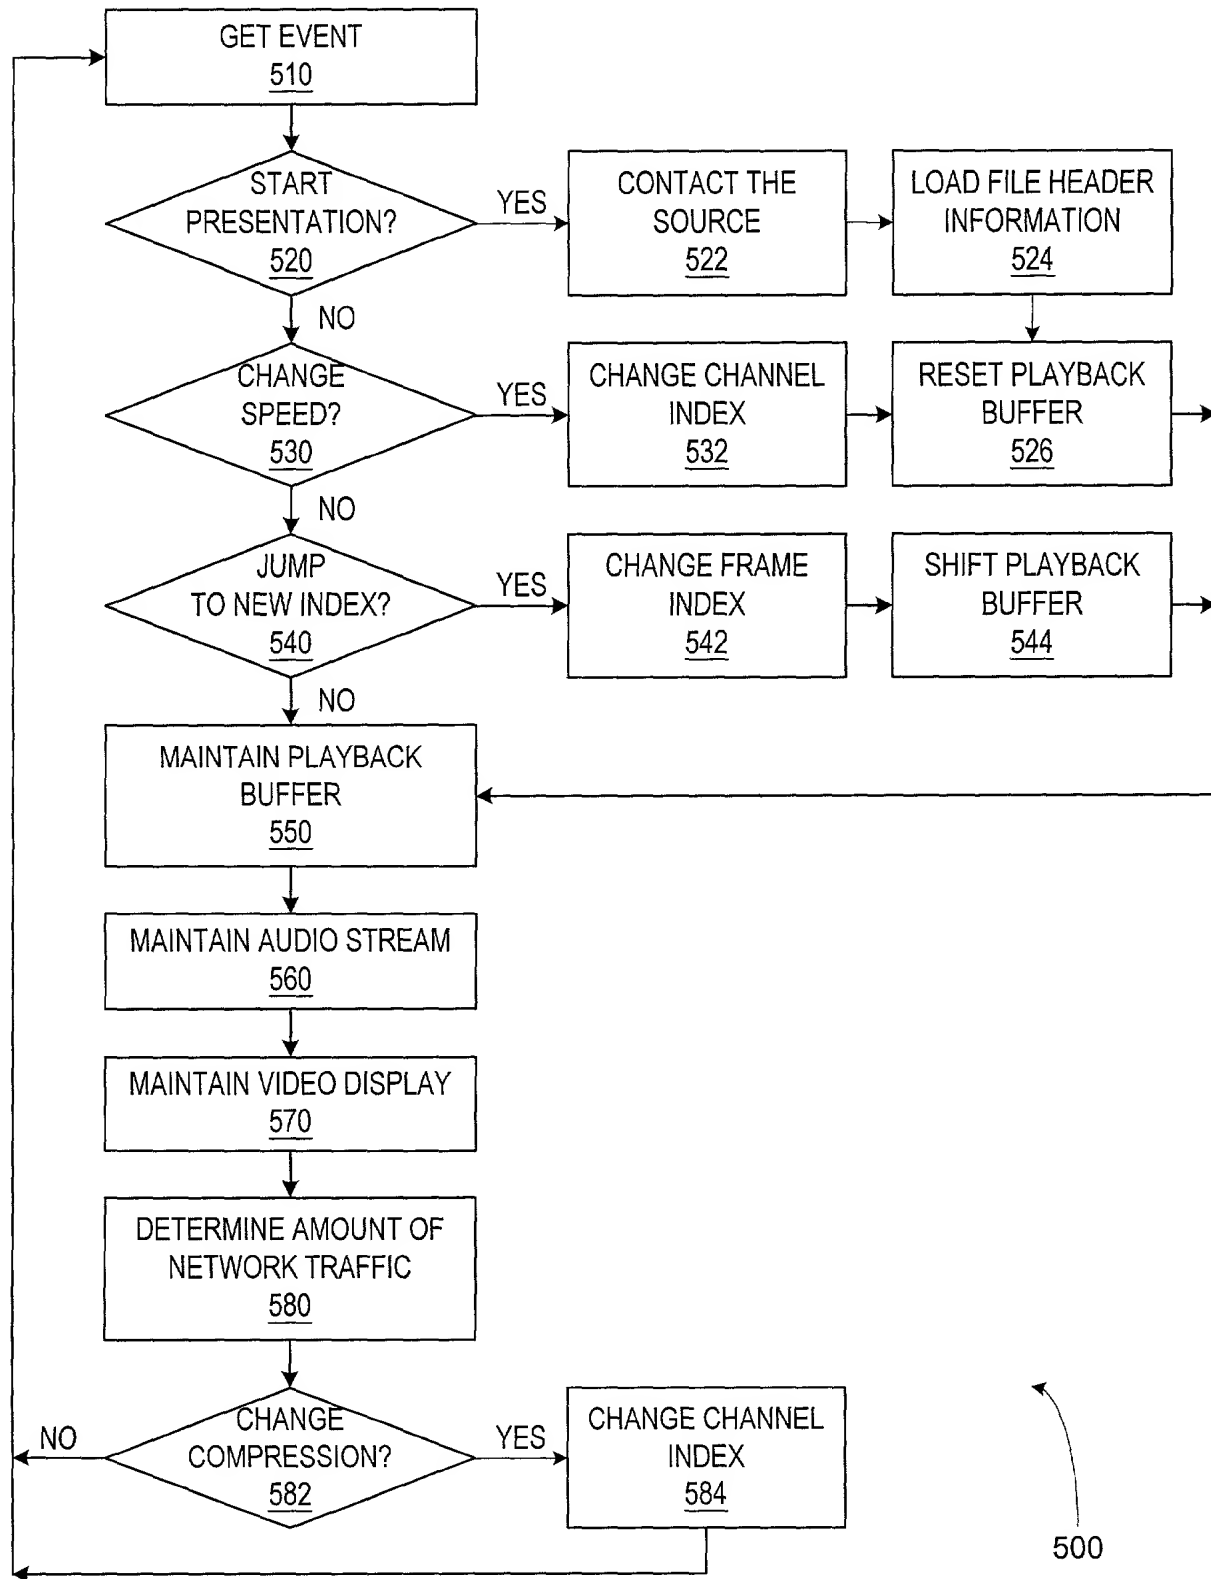 GET EVENT
510
START
PRESENTATION?
520
YES
CONTACT THE
SOURCE
522
LOAD FILE HEADER
INFORMATION
524
NO
CHANGE
SPEED?
530
YES
CHANGE CHANNEL
INDEX
532
RESET PLAYBACK
BUFFER
526
NO
JUMP
TO NEW INDEX?
540
YES
CHANGE FRAME
INDEX
542
SHIFT PLAYBACK
BUFFER
544
NO
MAINTAIN PLAYBACK
BUFFER
550
MAINTAIN AUDIO STREAM
560
MAINTAIN VIDEO DISPLAY
570
DETERMINE AMOUNT OF
NETWORK TRAFFIC
580
NO
CHANGE
COMPRESSION?
582
YES
CHANGE CHANNEL
INDEX
584
500